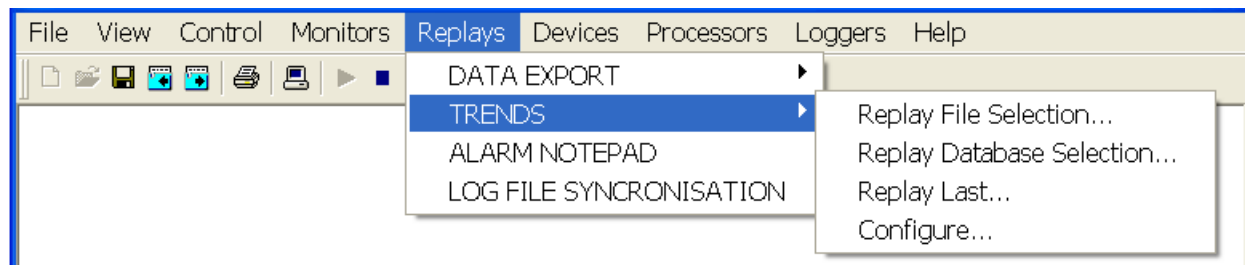 File View Control Monitors Replays Devices Processors Loggers Help
DATA EXPORT
TRENDS
ALARM NOTEPAD
LOG FILE SYNCRONISATION
Replay File Selection...
Replay Database Selection...
Replay Last...
Configure...